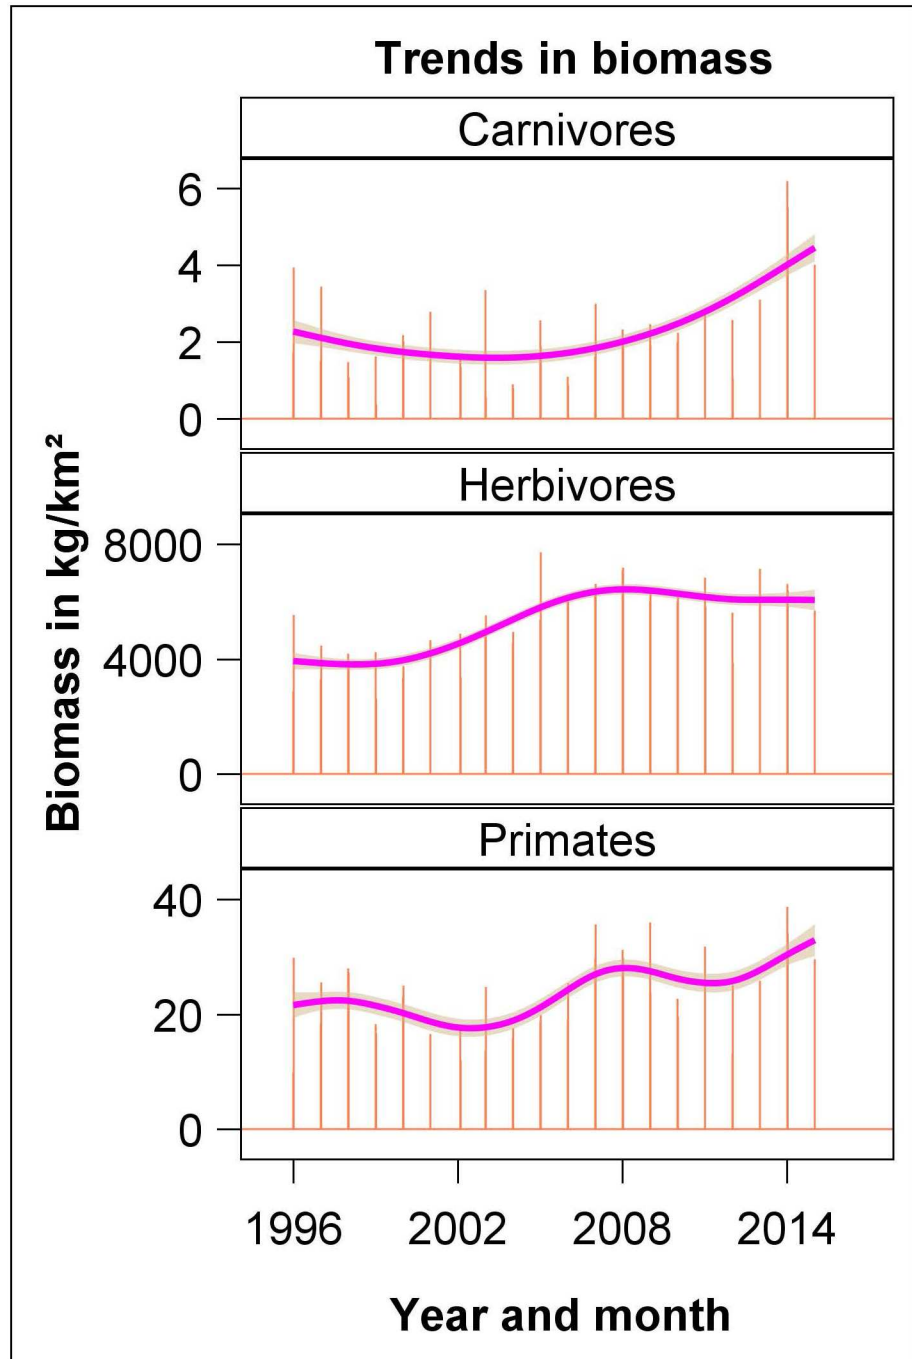 Trends in biomass
Carnivores
6
4
2
0
Herbivores
8000
4000
0
Primates
40
20
0
Biomass in kg/km²
1996 2002 2008 2014
Year and month